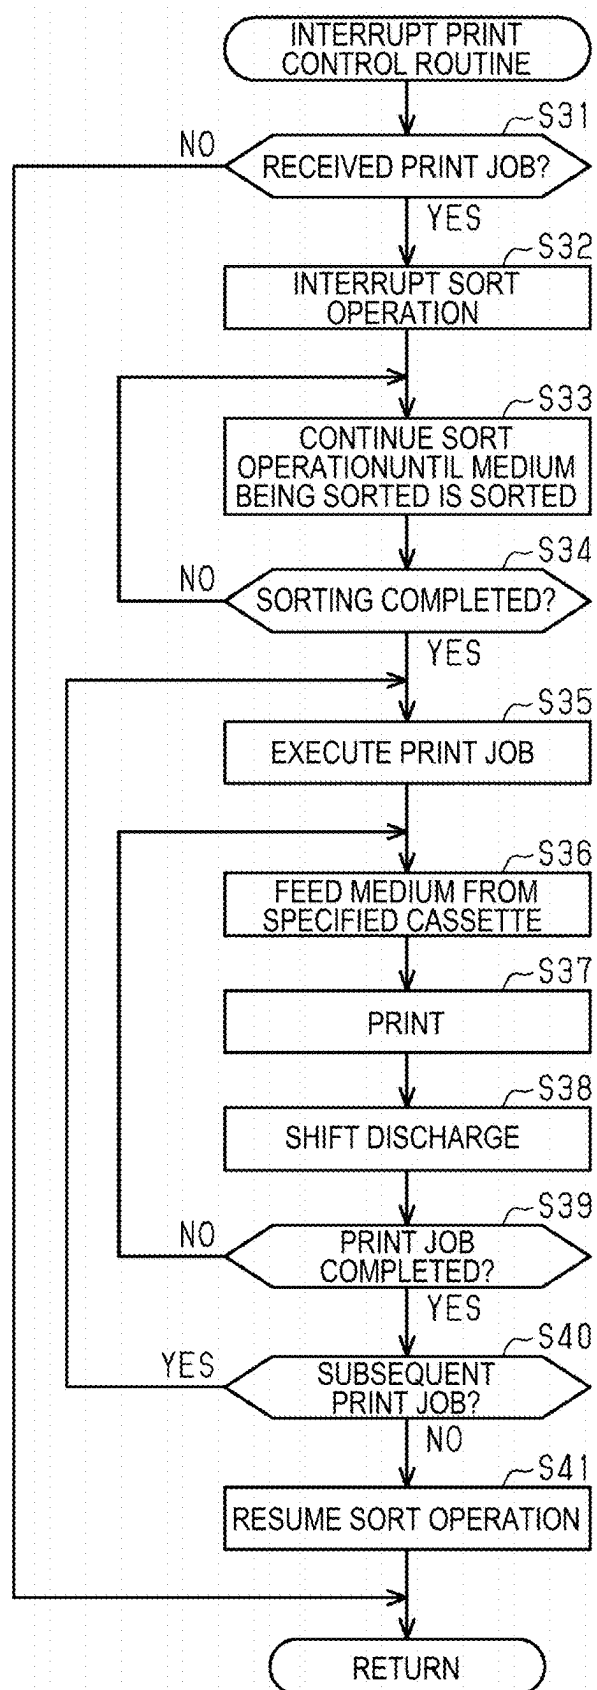 INTERRUPT PRINT
CONTROL ROUTINE
S31
NO
RECEIVED PRINT JOB?
YES
S32
INTERRUPT SORT
OPERATION
S33
CONTINUE SORT
OPERATIONUNTIL MEDIUM
BEING SORTED IS SORTED
S34
NO
SORTING COMPLETED?
YES
S35
EXECUTE PRINT JOB
S36
FEED MEDIUM FROM
SPECIFIED CASSETTE
S37
PRINT
S38
SHIFT DISCHARGE
S39
NO
PRINT JOB
COMPLETED?
YES
S40
YES
SUBSEQUENT
PRINT JOB?
NO
S41
RESUME SORT OPERATION
RETURN